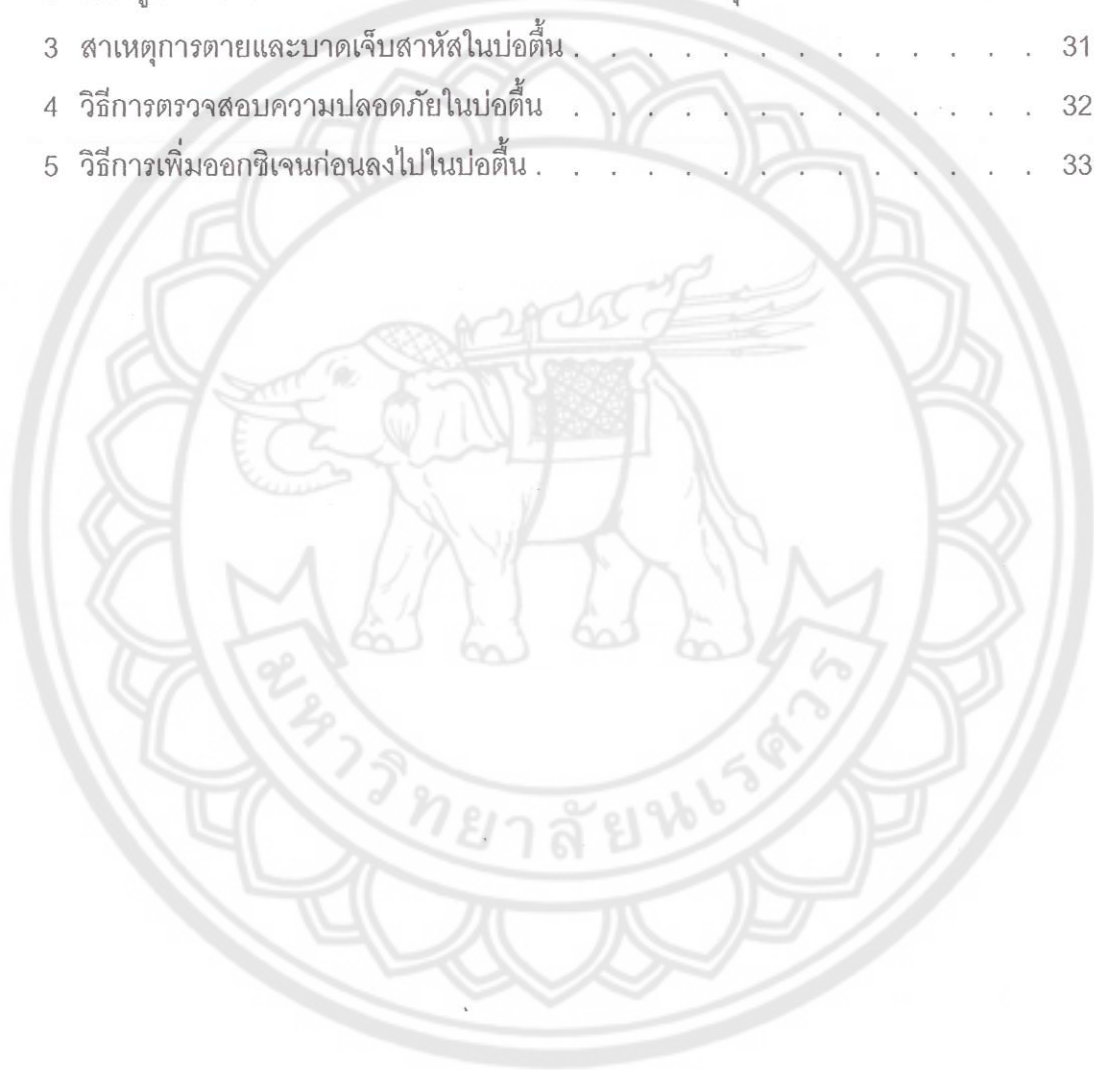 3 สาเหตุการตายและบาดเจ็บสาหัสในบ่อตื้น . . . . . . . . . . . . . . 31
4 วิธีการตรวจสอบความปลอดภัยในบ่อตื้น . . . . . . . . . . . . . . 32
5 วิธีการเพิ่มออกซิเจนก่อนลงไปในบ่อตื้น . . . . . . . . . . . . . . 33
มหาวิทยาลัยนเรศวร